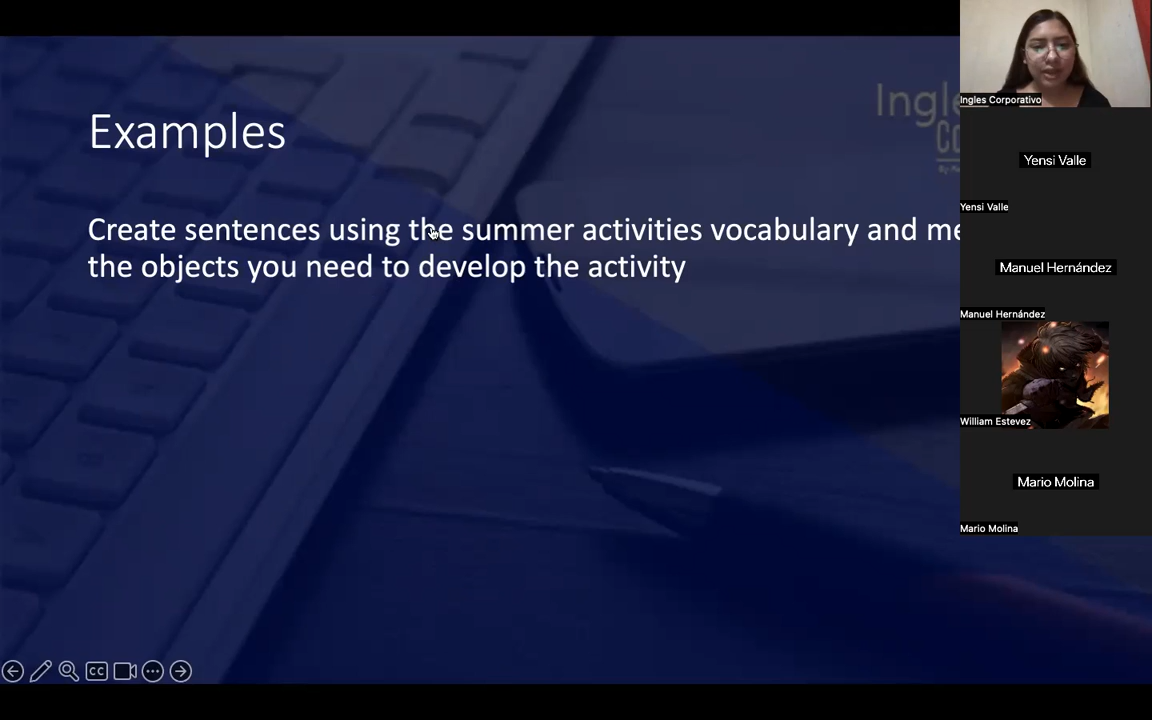 Examples
Create sentences using the summer activities vocabulary and
the objects you need to develop the activity
Ingles Corporativo
Yensi Valle
Yensi Valle
Manuel Hernández
Manuel Hernández
William Estevez
Mario Molina
Mario Molina
CC